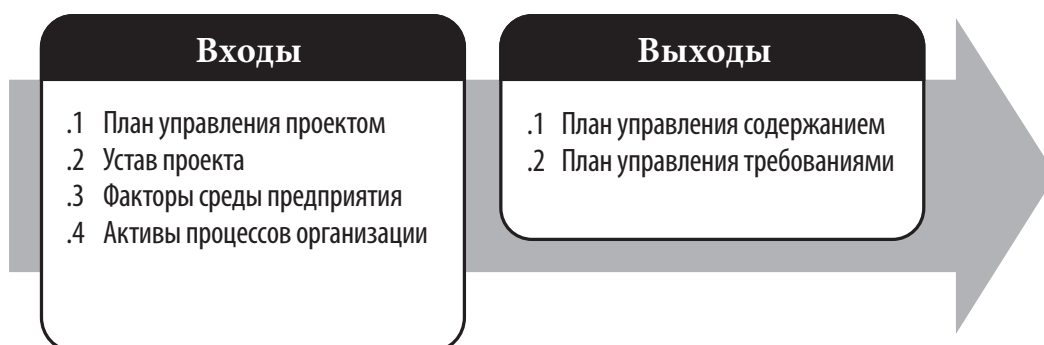 Входы
.1 План управления проектом
.2 Устав проекта
.3 Факторы среды предприятия
.4 Активы процессов организации
Выходы
.1 План управления содержанием
.2 План управления требованиями